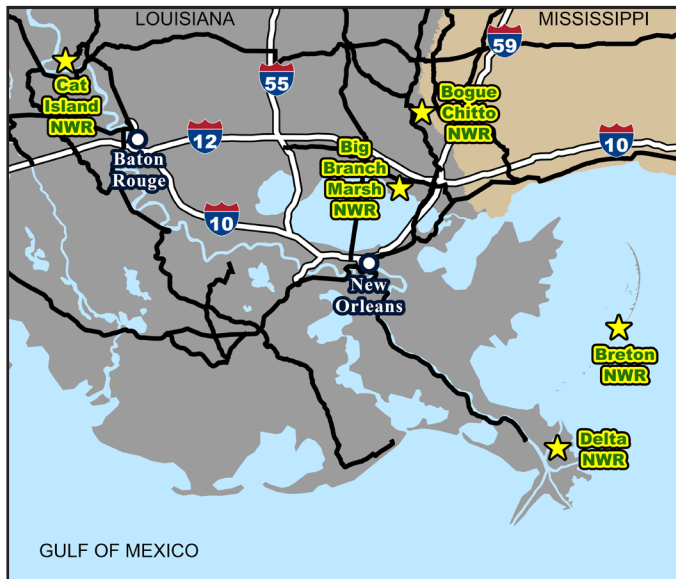 LOUISIANA
MISSISSIPPI
59
55
Cat
Island
NWR
Bogue
Chitto
NWR
12
10
Baton
Rouge
Big
Branch
Marsh
NWR
10
New
Orleans
Breton
NWR
Delta
NWR
GULF OF MEXICO